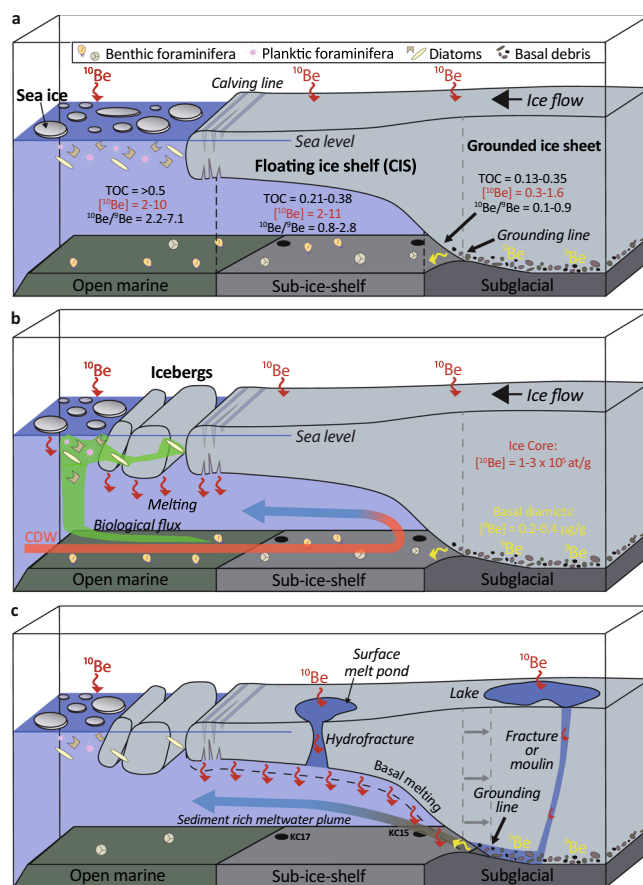 a
Benthic foraminifera
Planktic foraminifera
Diatoms
Basal debris
¹⁰Be
¹⁰Be
¹⁰Be
Calving line
Sea ice
Ice flow
Sea level
Floating ice shelf (CIS)
Grounded ice sheet
TOC = >0.5
[¹⁰Be] = 2-10
¹⁰Be/⁹Be = 2.2-7.1
TOC = 0.21-0.38
[¹⁰Be] = 2-11
¹⁰Be/⁹Be = 0.8-2.8
TOC = 0.13-0.35
[¹⁰Be] = 0.3-1.6
¹⁰Be/⁹Be = 0.1-0.9
Grounding line
⁹Be
⁹Be
Open marine
Sub-ice-shelf
Subglacial
b
¹⁰Be
Icebergs
¹⁰Be
¹⁰Be
Ice flow
Sea level
Ice Core:
[¹⁰Be] = 1-3 x 10⁵ at/g
Melting
Biological flux
CDW
Basal diamicts:
[⁹Be] = 0.2-0.4 µg/g
⁹Be
⁹Be
Open marine
Sub-ice-shelf
Subglacial
c
¹⁰Be
¹⁰Be
Surface
melt pond
¹⁰Be
Lake
Hydrofracture
Fracture
or
moulin
Basal melting
Grounding
line
Sediment rich meltwater plume
KC17
KC15
⁹Be
⁹Be
Open marine
Sub-ice-shelf
Subglacial